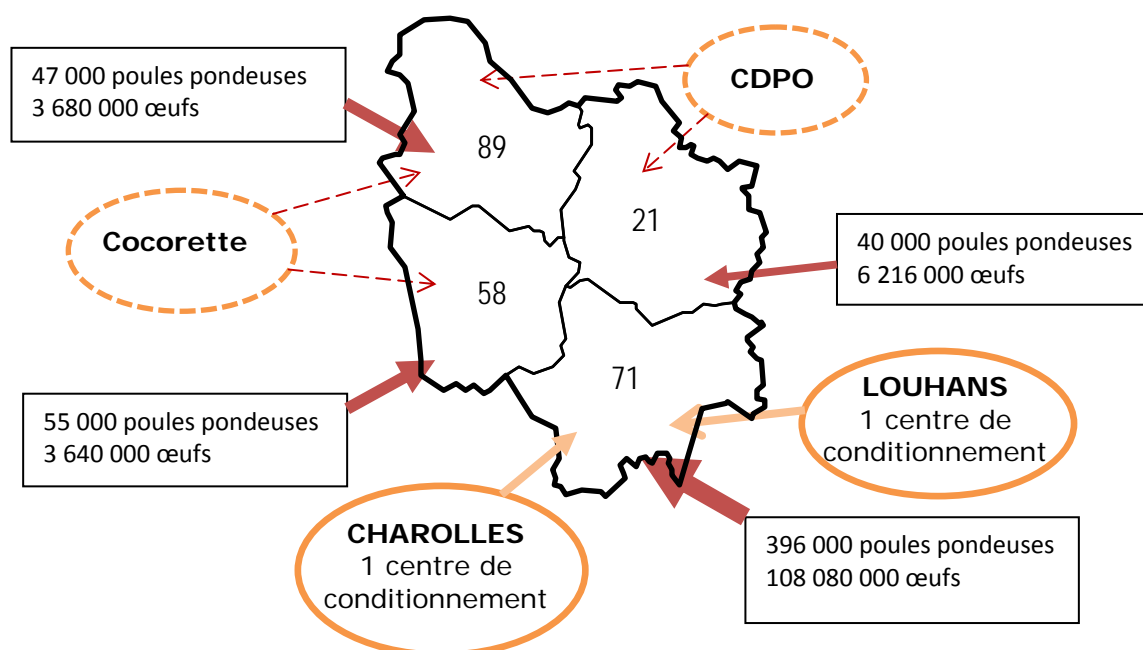 47 000 poules pondeuses
3 680 000 œufs
CDPO
89
Cocorette
21
40 000 poules pondeuses
6 216 000 œufs
58
71
55 000 poules pondeuses
3 640 000 œufs
LOUHANS
1 centre de
conditionnement
CHAROLLES
1 centre de
conditionnement
396 000 poules pondeuses
108 080 000 œufs